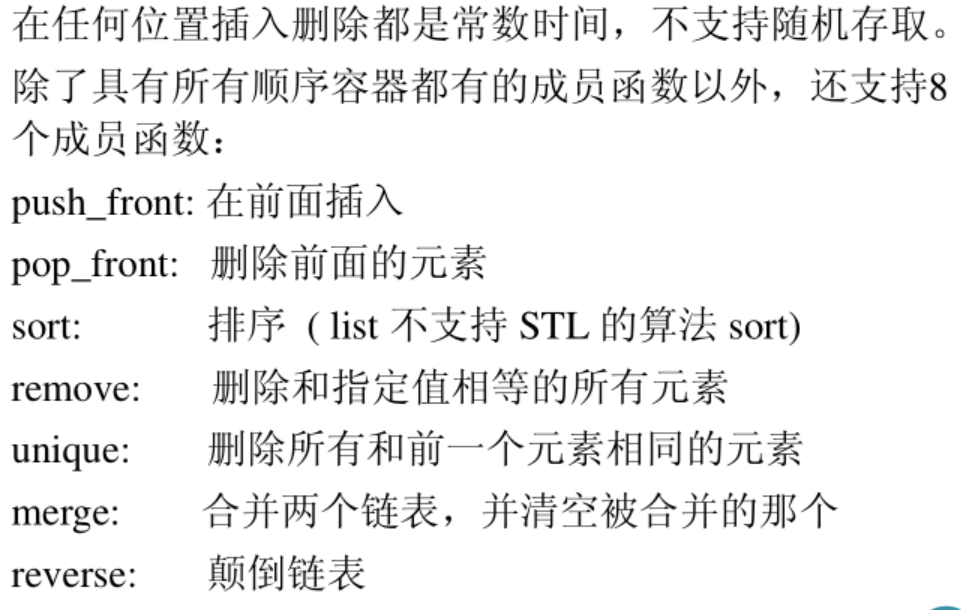 在任何位置插入删除都是常数时间，不支持随机存取。
除了具有所有顺序容器都有的成员函数以外，还支持8
个成员函数：
push_front: 在前面插入
pop_front: 删除前面的元素
sort: 排序 ( list 不支持 STL 的算法 sort)
remove: 删除和指定值相等的所有元素
unique: 删除所有和前一个元素相同的元素
merge: 合并两个链表，并清空被合并的那个
reverse: 颠倒链表